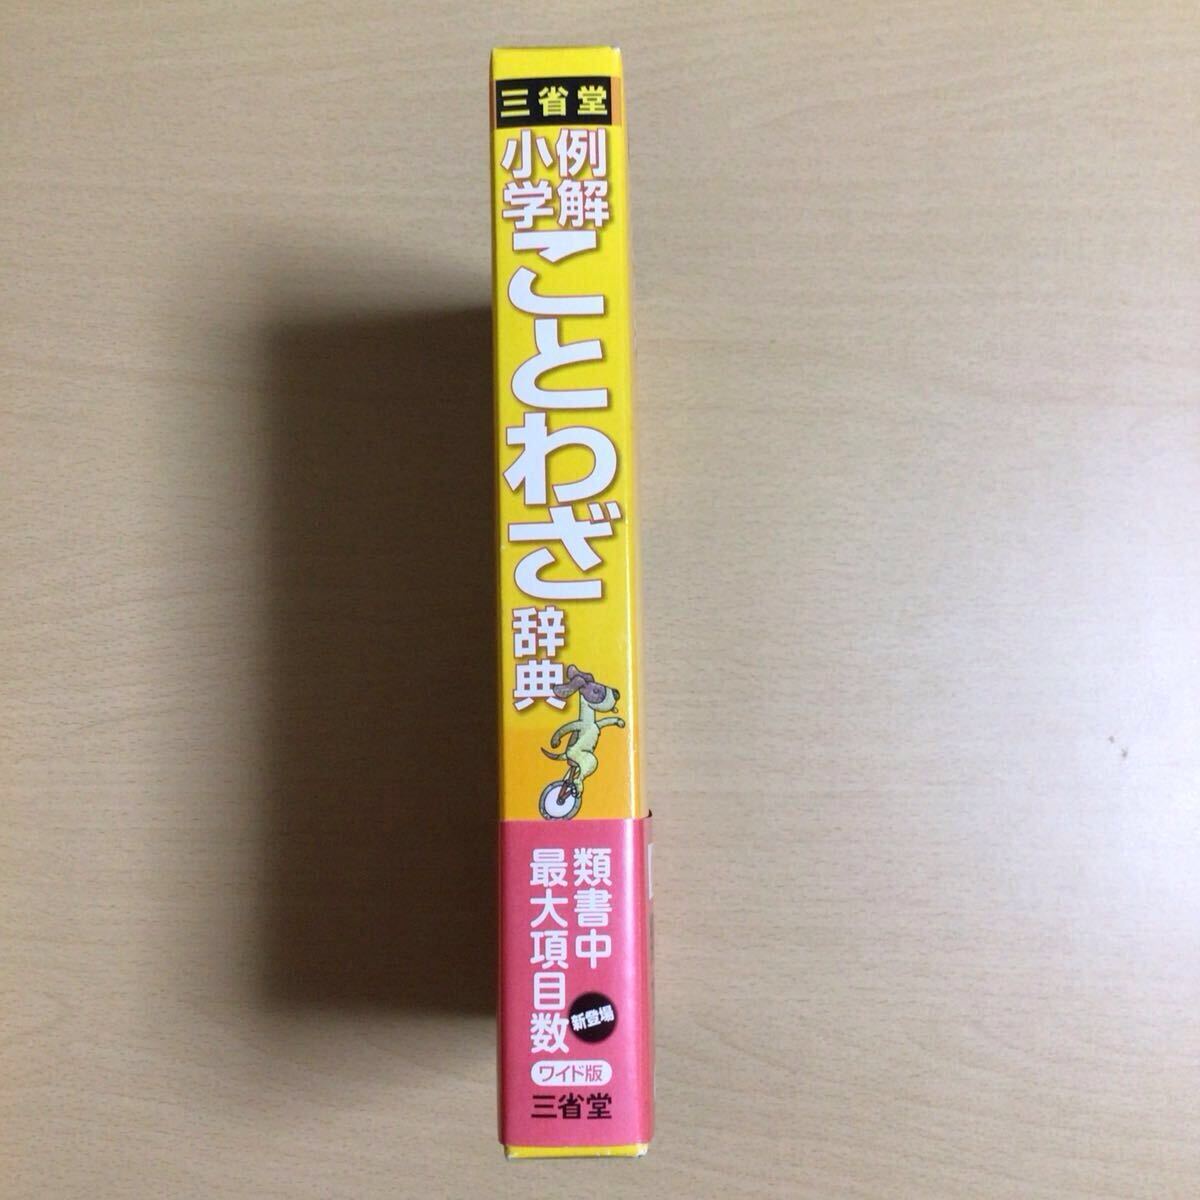 三省堂
例解
小学
ことわざ
辞典
類書中
最大項目数
新登場
ワイド版
三省堂